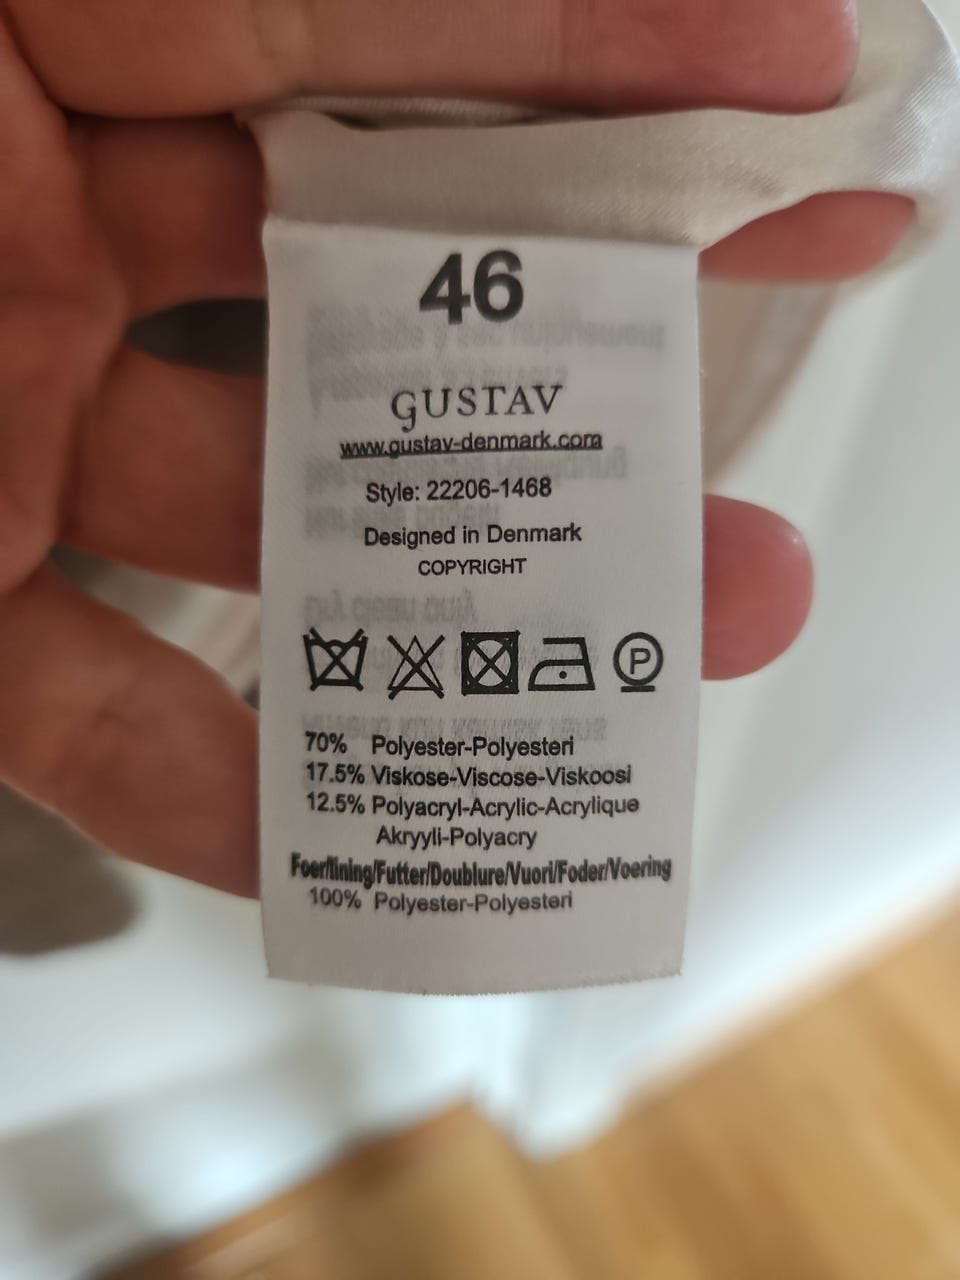 46
GUSTAV
www.gustav-denmark.com
Style: 22206-1468
Designed in Denmark
COPYRIGHT
P
70% Polyester-Polyesteri
17.5% Viskose-Viscose-Viskoosi
12.5% Polyacryl-Acrylic-Acrylique
Akryyli-Polyacry
Foer/lining/Futter/Doublure/Vuori/Foder/Voering
100% Polyester-Polyesteri